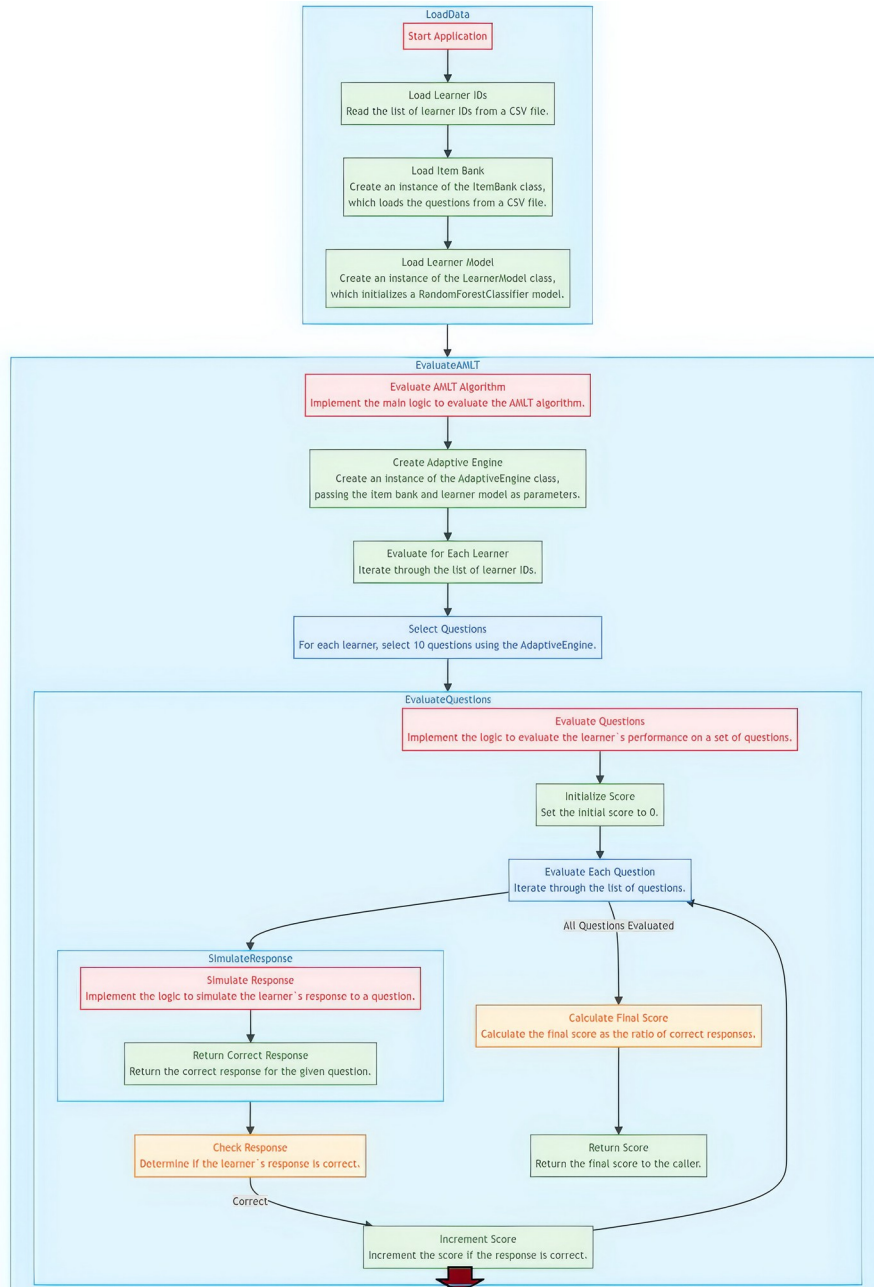 LoadData
Start Application
Load Learner IDs
Read the list of learner IDs from a CSV file.
Load Item Bank
Create an instance of the ItemBank class,
which loads the questions from a CSV file.
Load Learner Model
Create an instance of the LearnerModel class,
which initializes a RandomForestClassifier model.
EvaluateAMLT
Evaluate AMLT Algorithm
Implement the main logic to evaluate the AMLT algorithm.
Create Adaptive Engine
Create an instance of the AdaptiveEngine class,
passing the item bank and learner model as parameters.
Evaluate for Each Learner
Iterate through the list of learner IDs.
Select Questions
For each learner, select 10 questions using the AdaptiveEngine.
EvaluateQuestions
Evaluate Questions
Implement the logic to evaluate the learner`s performance on a set of questions.
Initialize Score
Set the initial score to 0.
Evaluate Each Question
Iterate through the list of questions.
All Questions Evaluated
SimulateResponse
Simulate Response
Implement the logic to simulate the learner`s response to a question.
Return Correct Response
Return the correct response for the given question.
Calculate Final Score
Calculate the final score as the ratio of correct responses.
Check Response
Determine if the learner`s response is correct.
Return Score
Return the final score to the caller.
Correct
Increment Score
Increment the score if the response is correct.